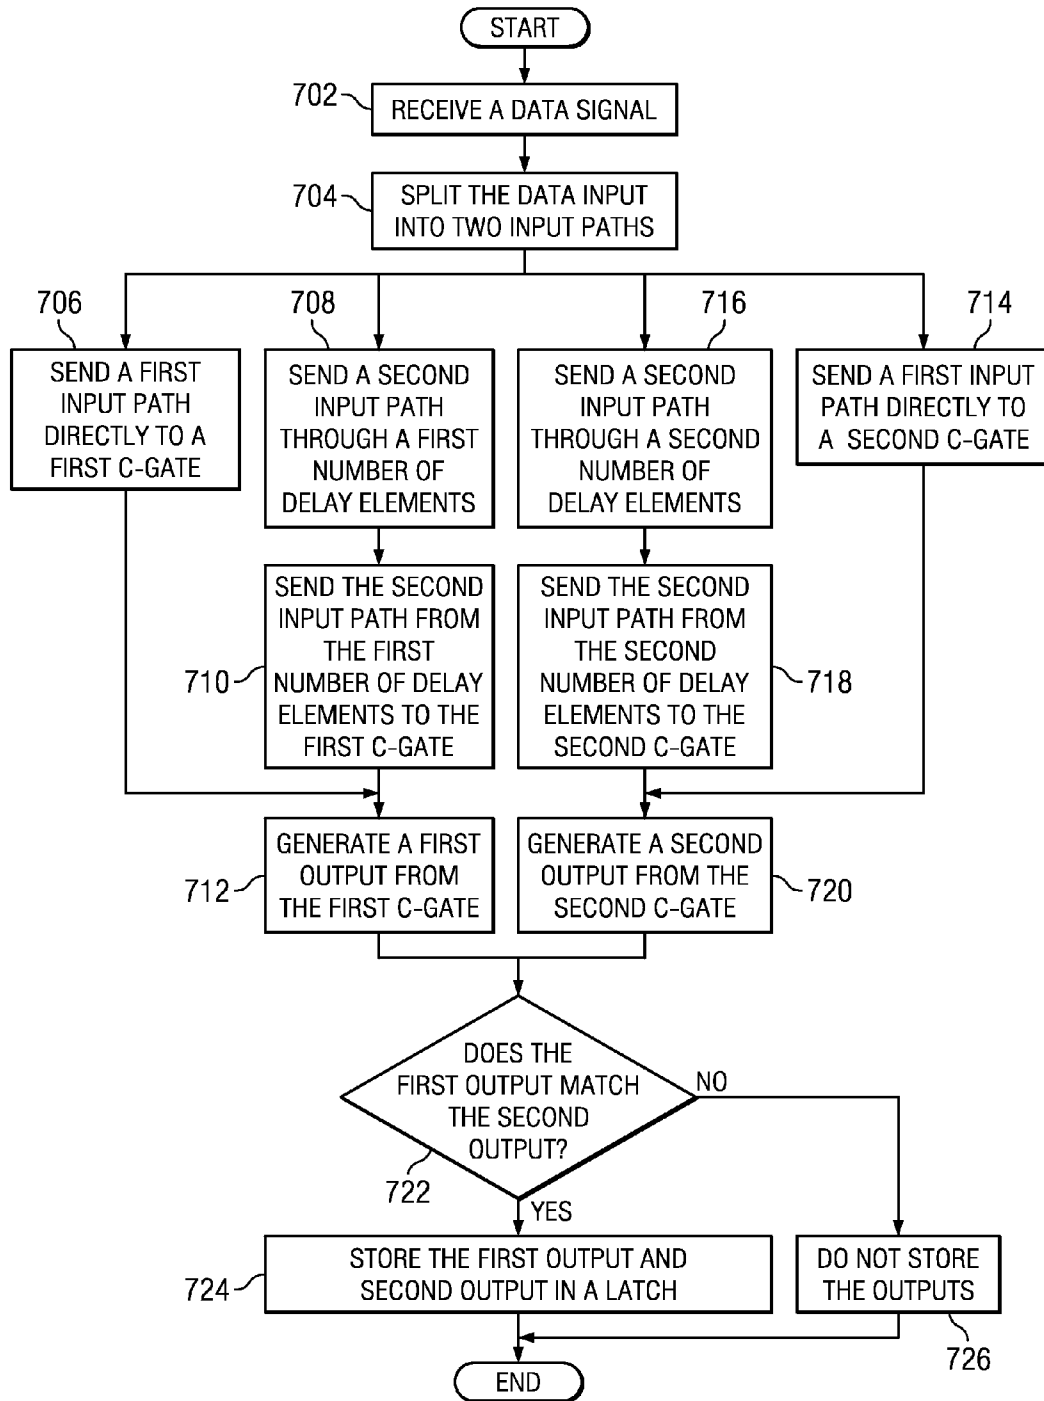 START
702
RECEIVE A DATA SIGNAL
704
SPLIT THE DATA INPUT
INTO TWO INPUT PATHS
706
SEND A FIRST
INPUT PATH
DIRECTLY TO A
FIRST C-GATE
708
SEND A SECOND
INPUT PATH
THROUGH A FIRST
NUMBER OF
DELAY ELEMENTS
716
SEND A SECOND
INPUT PATH
THROUGH A SECOND
NUMBER OF
DELAY ELEMENTS
714
SEND A FIRST INPUT
PATH DIRECTLY TO
A SECOND C-GATE
710
SEND THE SECOND
INPUT PATH FROM
THE FIRST
NUMBER OF DELAY
ELEMENTS TO THE
FIRST C-GATE
SEND THE SECOND
INPUT PATH FROM
THE SECOND
NUMBER OF DELAY
ELEMENTS TO THE
SECOND C-GATE
718
712
GENERATE A FIRST
OUTPUT FROM
THE FIRST C-GATE
GENERATE A SECOND
OUTPUT FROM THE
SECOND C-GATE
720
DOES THE
FIRST OUTPUT MATCH
THE SECOND
OUTPUT?
722
NO
YES
724
STORE THE FIRST OUTPUT AND
SECOND OUTPUT IN A LATCH
DO NOT STORE
THE OUTPUTS
726
END